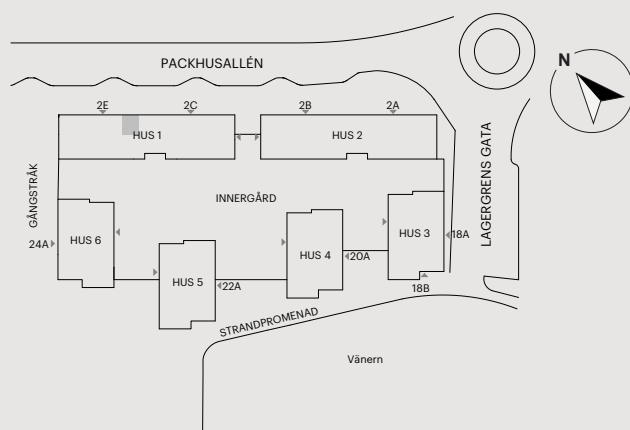 N
PACKHUSALLÉN
2E
2C
2B
2A
HUS 1
HUS 2
LAGERGRENS GATA
GÅNGSTRÅK
INNERGÅRD
24A
HUS 6
HUS 3
18A
HUS 4
20A
HUS 5
22A
18B
STRANDPROMENAD
Vänern